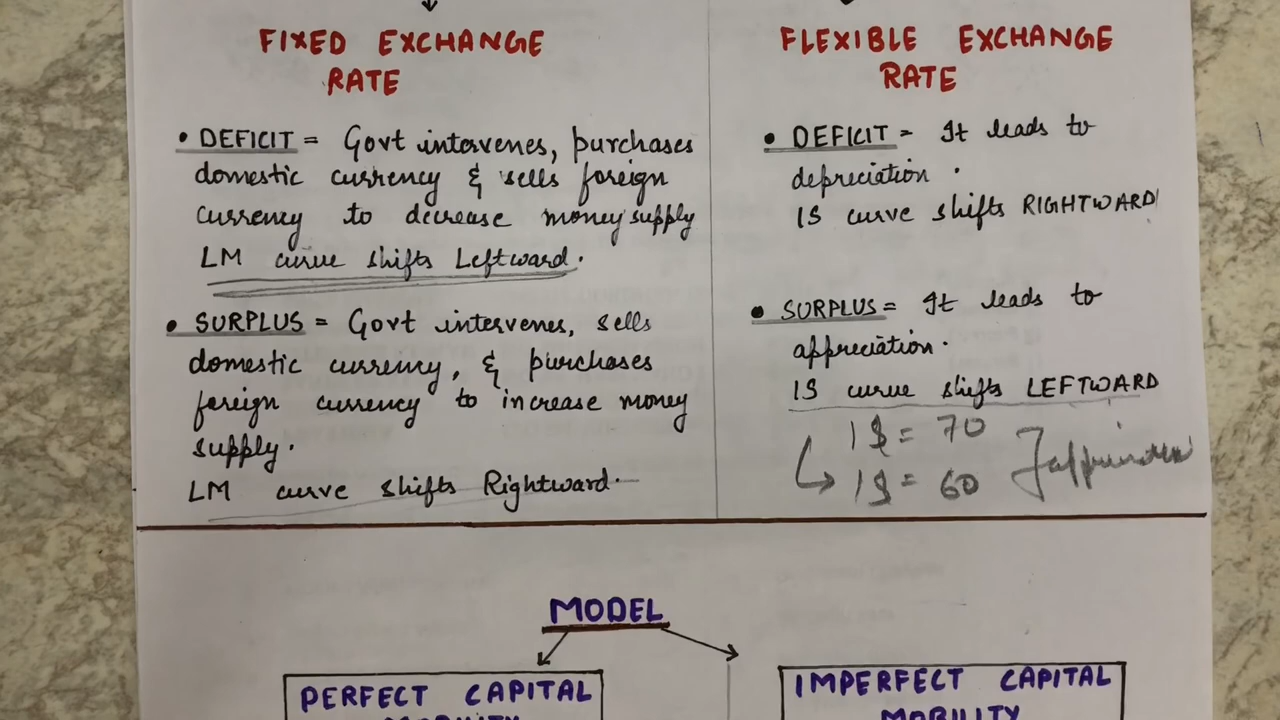 FIXED EXCHANGE
RATE
• DEFICIT = Govt intervenes, purchases
domestic currency & sells foreign
currency to decrease money supply
LM curve shifts Leftward.
• SURPLUS = Govt intervenes, sells
domestic currency, & purchases
foreign currency to increase money
supply.
LM curve shifts Rightward.
FLEXIBLE EXCHANGE
RATE
• DEFICIT = It leads to
depreciation.
IS curve shifts RIGHTWARD
• SURPLUS = It leads to
appreciation.
IS curve shifts LEFTWARD
1$ = 70
1$ = 60
MODEL
PERFECT CAPITAL
MOBILITY
IMPERFECT CAPITAL
MOBILITY